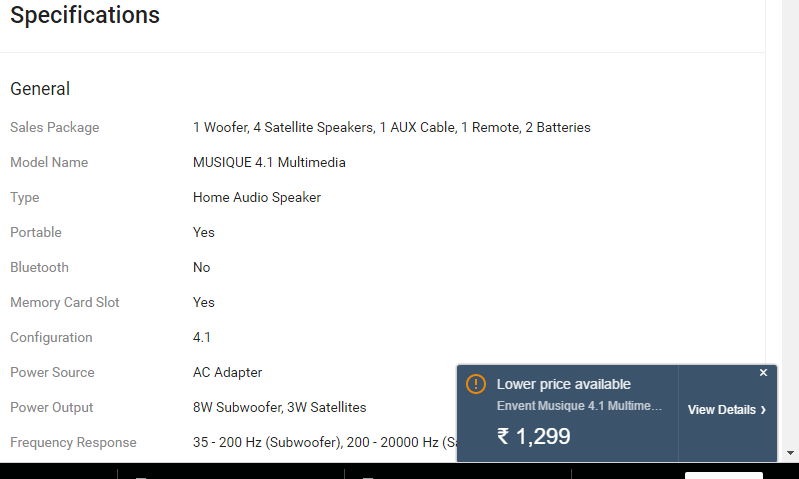 Specifications
General
Sales Package 1 Woofer, 4 Satellite Speakers, 1 AUX Cable, 1 Remote, 2 Batteries
Model Name MUSIQUE 4.1 Multimedia
Type Home Audio Speaker
Portable Yes
Bluetooth No
Memory Card Slot Yes
Configuration 4.1
Power Source AC Adapter
Power Output 8W Subwoofer, 3W Satellites
Frequency Response 35 - 200 Hz (Subwoofer), 200 - 20000 Hz
Lower price available
Envent Musique 4.1 Multime...
₹ 1,299
View Details ›